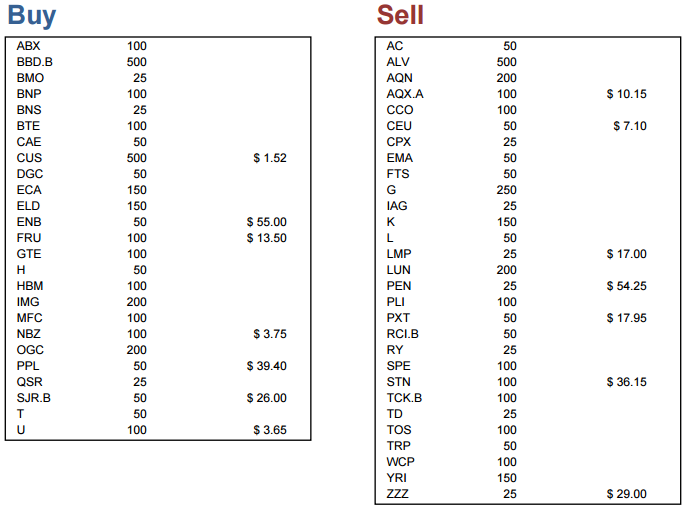 Buy
ABX 100
BBD.B 500
BMO 25
BNP 100
BNS 25
BTE 100
CAE 50
CUS 500 $ 1.52
DGC 50
ECA 150
ELD 150
ENB 50 $ 55.00
FRU 100 $ 13.50
GTE 100
H 50
HBM 100
IMG 200
MFC 100
NBZ 100 $ 3.75
OGC 200
PPL 50 $ 39.40
QSR 25
SJR.B 50 $ 26.00
T 50
U 100 $ 3.65
Sell
AC 50
ALV 500
AQN 200
AQX.A 100 $ 10.15
CCO 100
CEU 50 $ 7.10
CPX 25
EMA 50
FTS 50
G 250
IAG 25
K 150
L 50
LMP 25 $ 17.00
LUN 200
PEN 25 $ 54.25
PLI 100
PXT 50 $ 17.95
RCI.B 50
RY 25
SPE 100
STN 100 $ 36.15
TCK.B 100
TD 25
TOS 100
TRP 50
WCP 100
YRI 150
ZZZ 25 $ 29.00